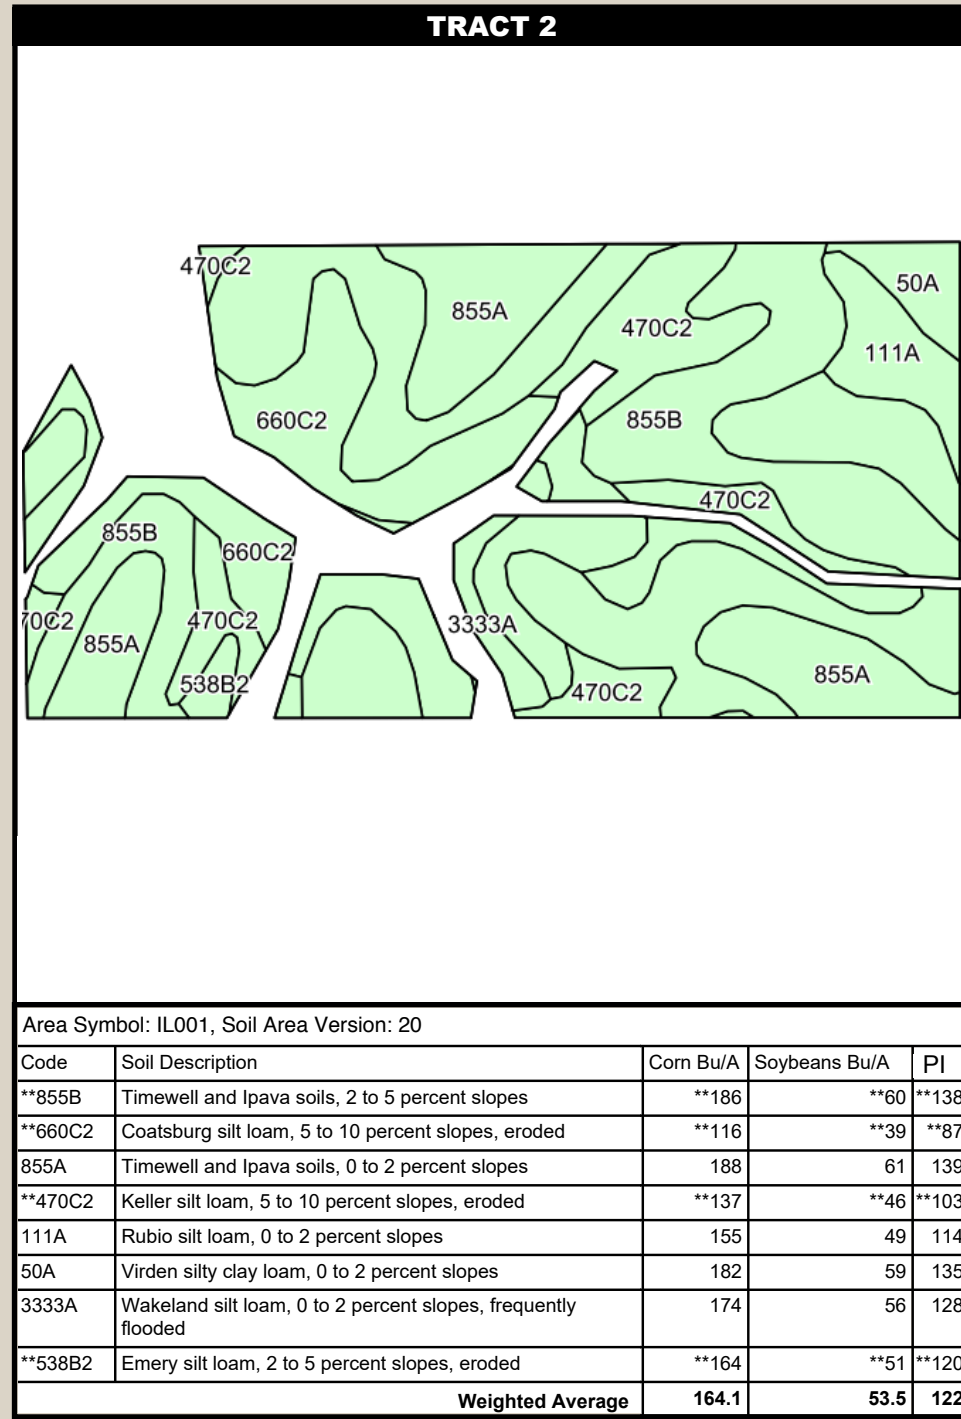 TRACT 2
470C2
50A
855A
470C2
111A
660C2
855B
470C2
855B
660C2
70C2
470C2
3333A
855A
855A
538B2
470C2
Area Symbol: IL001, Soil Area Version: 20
Code Soil Description Corn Bu/A Soybeans Bu/A PI
**855B Timewell and Ipava soils, 2 to 5 percent slopes **186 **60 **138
**660C2 Coatsburg silt loam, 5 to 10 percent slopes, eroded **116 **39 **87
855A Timewell and Ipava soils, 0 to 2 percent slopes 188 61 139
**470C2 Keller silt loam, 5 to 10 percent slopes, eroded **137 **46 **103
111A Rubio silt loam, 0 to 2 percent slopes 155 49 114
50A Virden silty clay loam, 0 to 2 percent slopes 182 59 135
3333A Wakeland silt loam, 0 to 2 percent slopes, frequently 174 56 128
flooded
**538B2 Emery silt loam, 2 to 5 percent slopes, eroded **164 **51 **120
Weighted Average 164.1 53.5 122